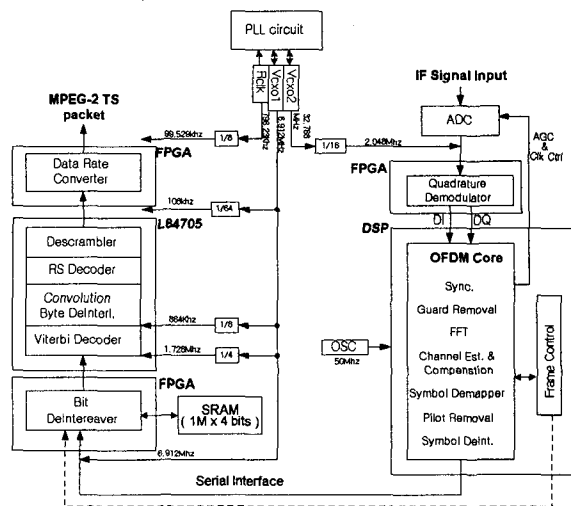 PLL circuit
Rclk
Vcxo1
Vcxo2
6.912Mhz
32.768 Mhz
MPEG-2 TS
packet
IF Signal Input
ADC
AGC
&
Clk Ctrl
99.529khz
1/8
1/16
2.048Mhz
FPGA
Data Rate
Converter
FPGA
Quadrature
Demodulator
108khz
1/64
L64705
DI
DQ
DSP
Descrambler
RS Decoder
Convolution
Byte DeInterl.
Viterbi Decoder
864Khz
1/8
1.728Mhz
1/4
OFDM Core
Sync.
Guard Removal
FFT
Channel Est. &
Compensation
Symbol Demapper
Pilot Removal
Symbol Deint.
OSC
50Mhz
Frame Control
FPGA
Bit
Deintereaver
SRAM
( 1M x 4 bits )
6.912Mhz
Serial Interface